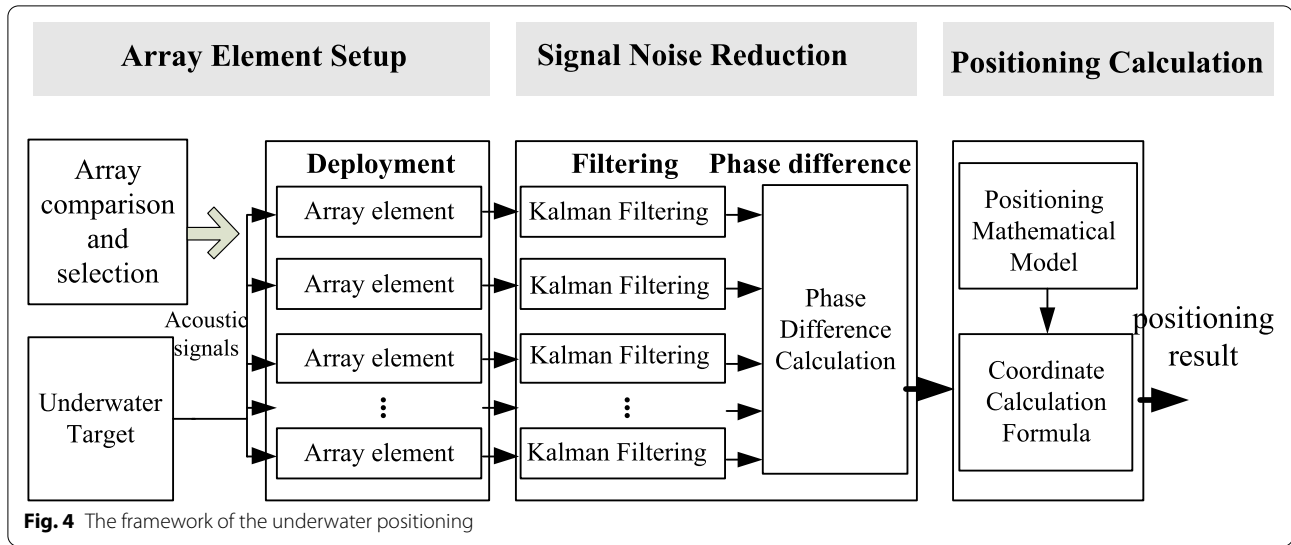 Array Element Setup
Signal Noise Reduction
Positioning Calculation
Array
comparison
and
selection
Underwater
Target
Acoustic
signals
Deployment
Array element
Array element
Array element
⋮
Array element
Filtering
Kalman Filtering
Kalman Filtering
Kalman Filtering
⋮
Kalman Filtering
Phase difference
Phase
Difference
Calculation
Positioning
Mathematical
Model
Coordinate
Calculation
Formula
positioning
result
Fig. 4 The framework of the underwater positioning